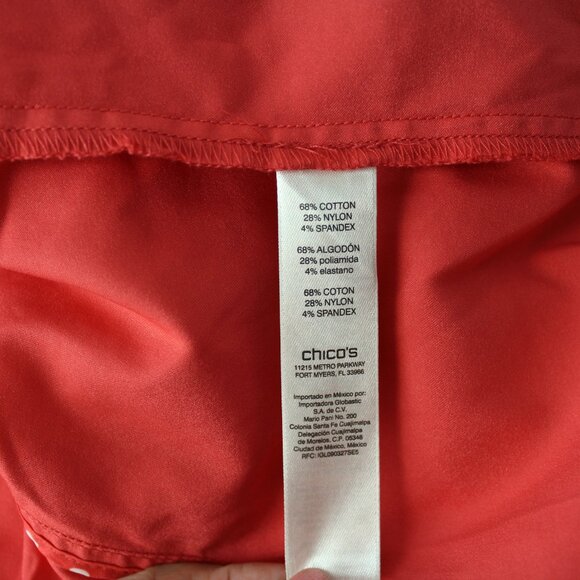 68% COTTON
28% NYLON
4% SPANDEX
68% ALGODÓN
28% poliamida
4% elastano
68% COTON
28% NYLON
4% SPANDEX
chico's
11215 METRO PARKWAY
FORT MYERS, FL 33966
Importado en México por:
Importadora Globastic
S.A. de C.V.
Mario Pani No. 200
Colonia Santa Fe Cuajimalpa
Delegación Cuajimalpa
de Morelos, C.P. 05348
Ciudad de México, México
RFC: IGL090327SE5